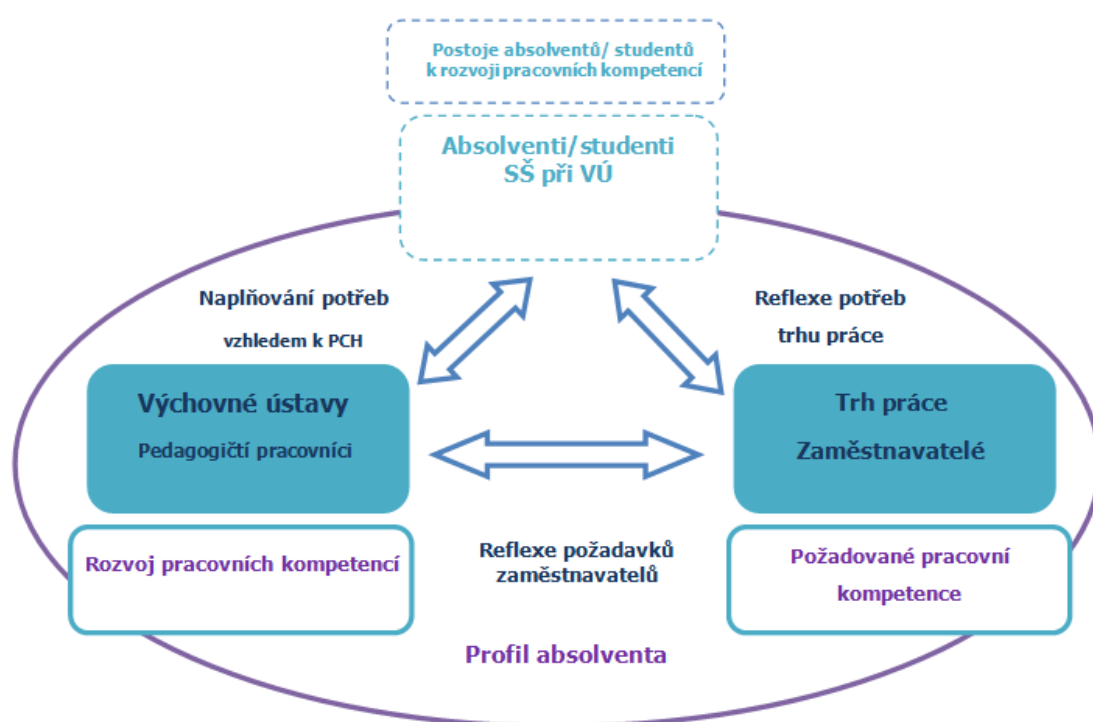 Postoje absolventů/ studentů
k rozvoji pracovních kompetencí
Absolventi/studenti
SŠ při VÚ
Naplňování potřeb
vzhledem k PCH
Reflexe potřeb
trhu práce
Výchovné ústavy
Pedagogičtí pracovníci
Trh práce
Zaměstnavatelé
Rozvoj pracovních kompetencí
Reflexe požadavků
zaměstnavatelů
Požadované pracovní
kompetence
Profil absolventa